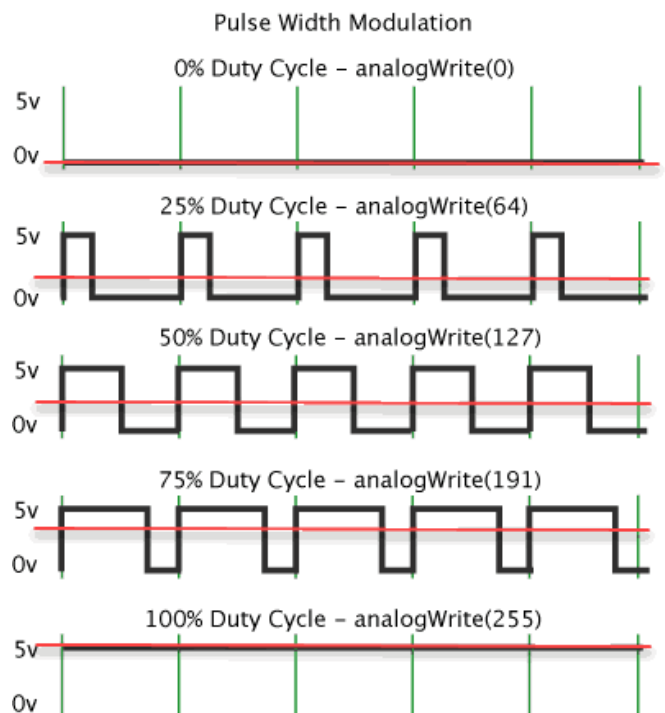 Pulse Width Modulation
0% Duty Cycle – analogWrite(0)
5v
0v
25% Duty Cycle – analogWrite(64)
5v
0v
50% Duty Cycle – analogWrite(127)
5v
0v
75% Duty Cycle – analogWrite(191)
5v
0v
100% Duty Cycle – analogWrite(255)
5v
0v